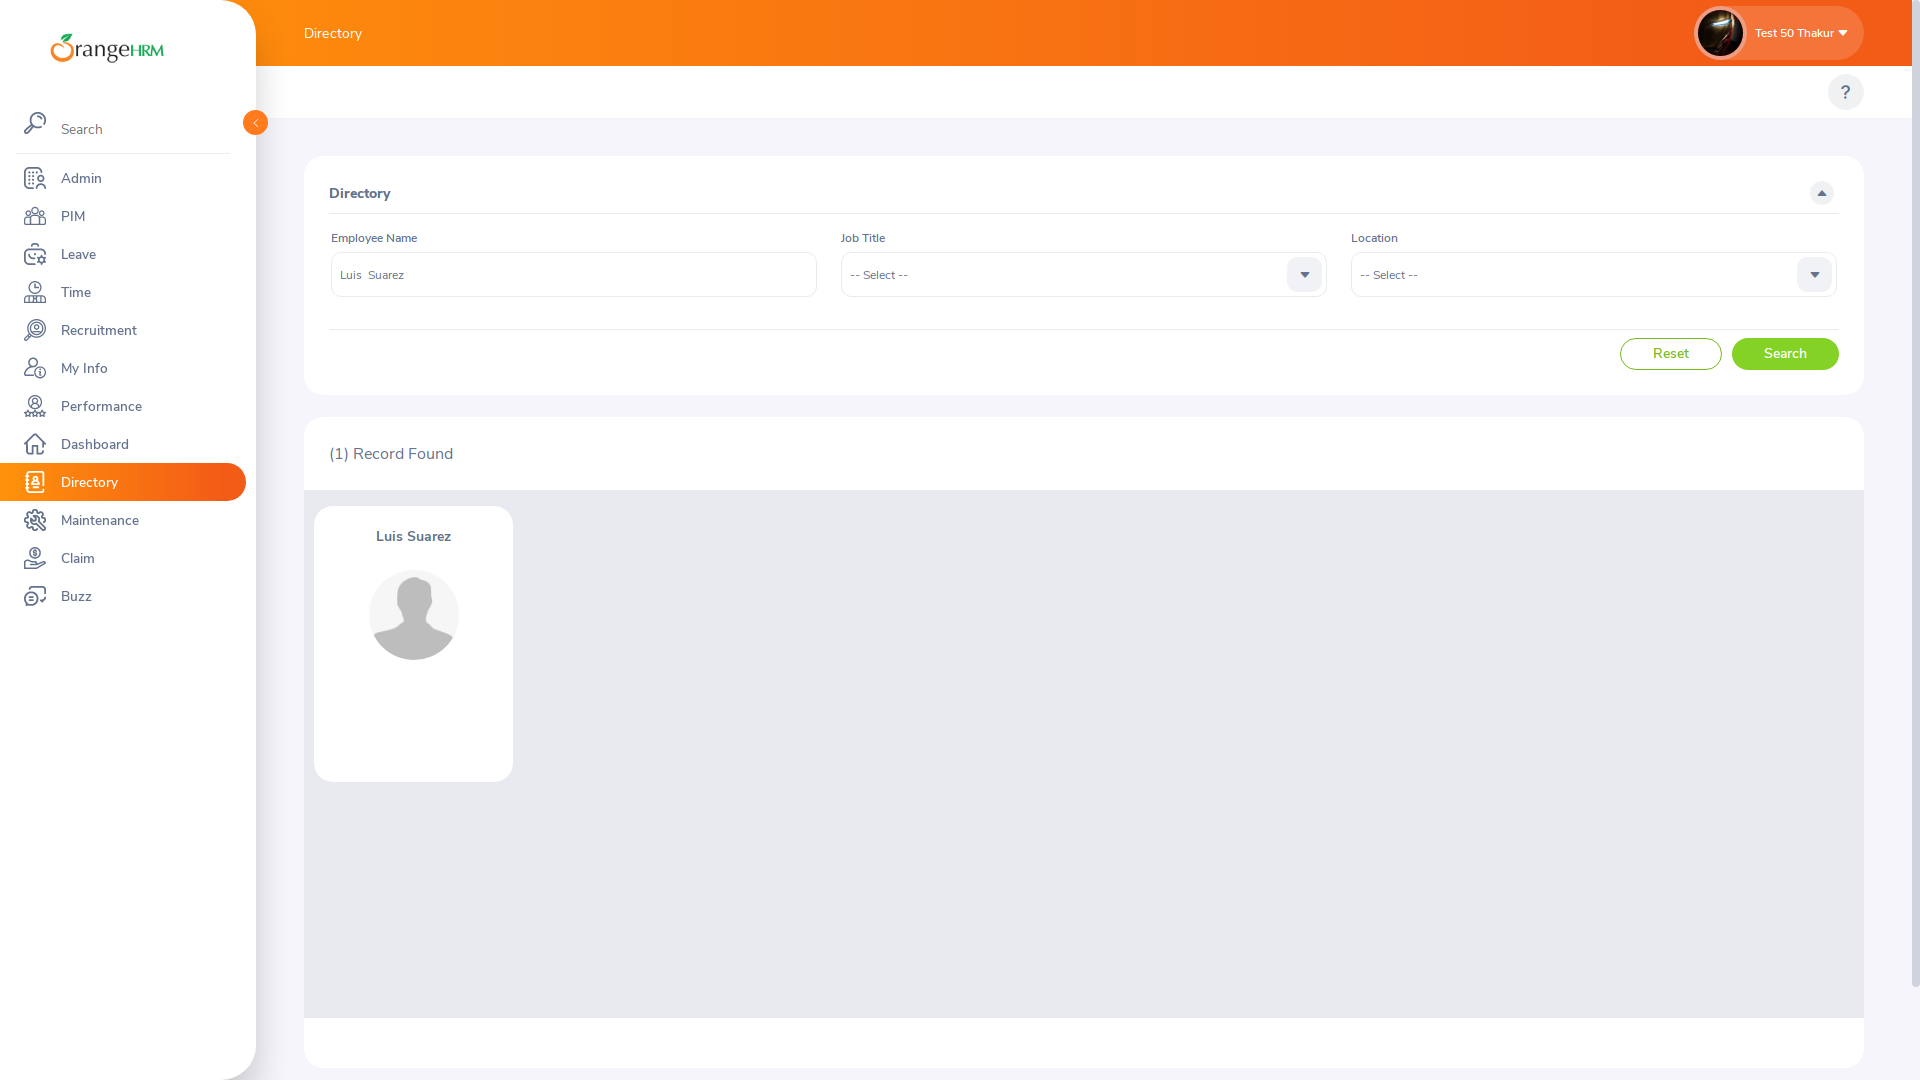 OrangeHRM
Search
Admin
PIM
Leave
Time
Recruitment
My Info
Performance
Dashboard
Directory
Maintenance
Claim
Buzz
Directory
Test 50 Thakur
?
Directory
Employee Name
Job Title
Location
Luis  Suarez
-- Select --
-- Select --
Reset
Search
(1) Record Found
Luis Suarez